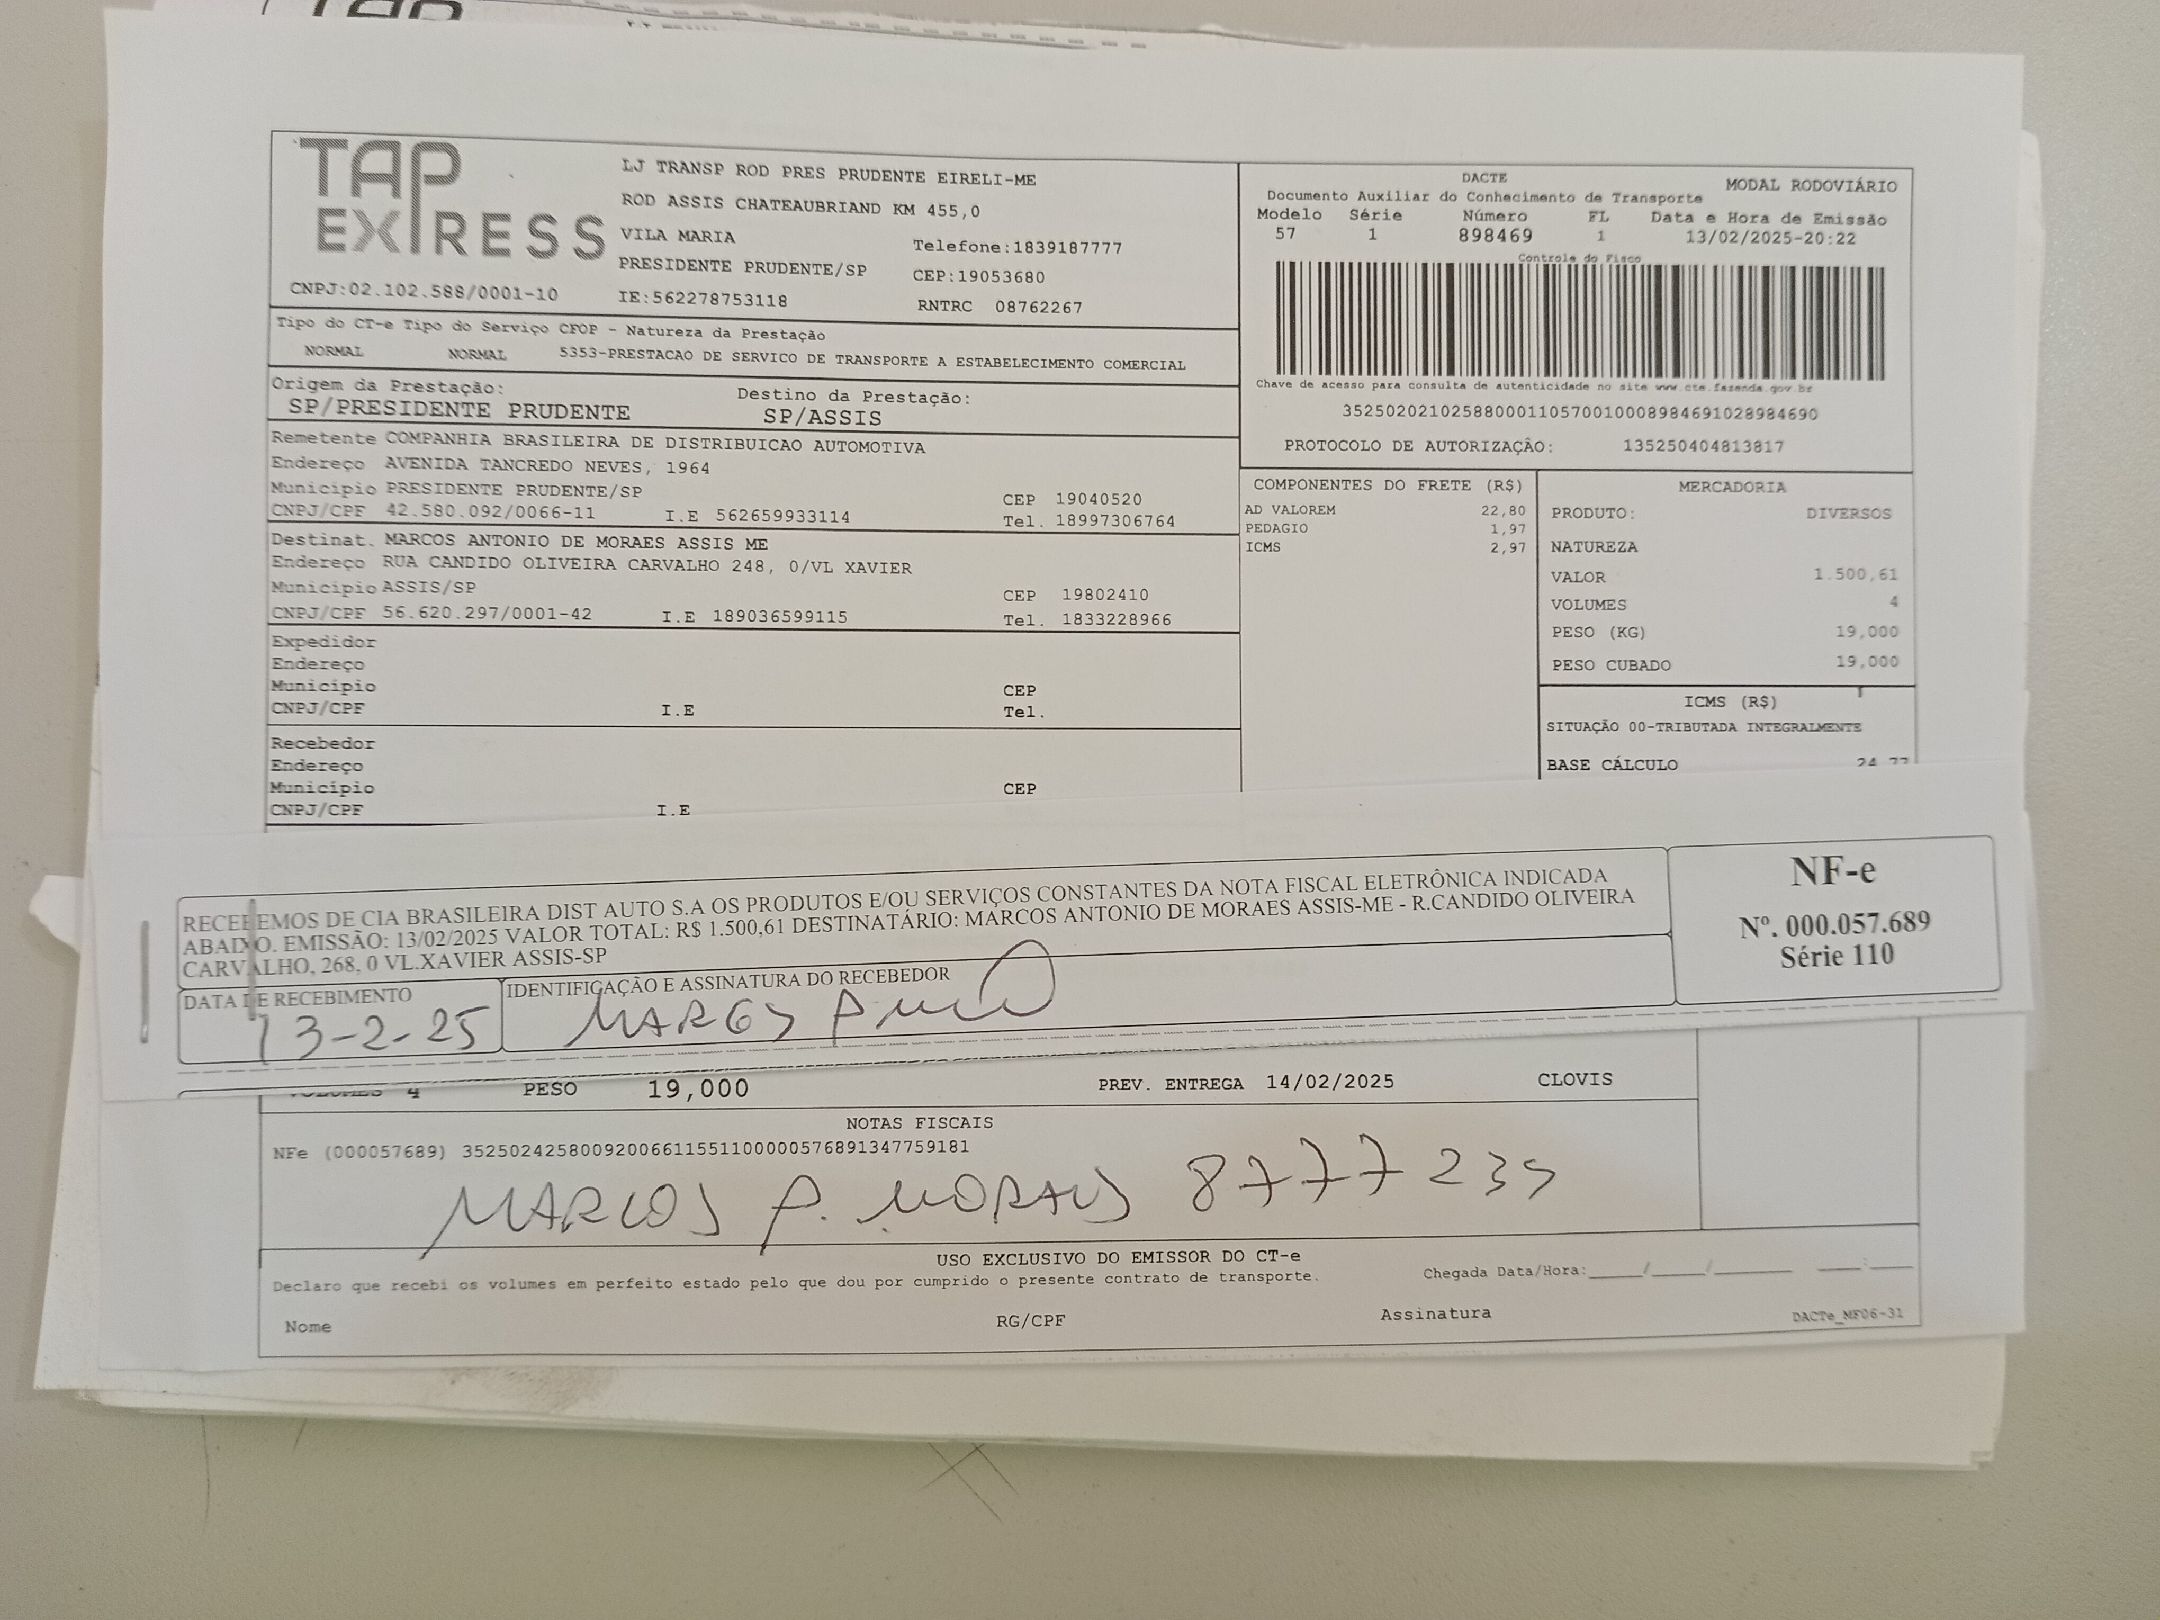 TAP
EXPRESS
LJ TRANSP ROD PRES PRUDENTE EIRELI-ME
ROD ASSIS CHATEAUBRIAND KM 455,0
VILA MARIA Telefone:1839187777
PRESIDENTE PRUDENTE/SP CEP:19053680
CNPJ:02.102.588/0001-10 IE:562278753118 RNTRC 08762267
DACTE MODAL RODOVIÁRIO
Documento Auxiliar do Conhecimento de Transporte
Modelo Série Número FL Data e Hora de Emissão
57 1 898469 1 13/02/2025-20:22
Controle do Fisco
Chave de acesso para consulta de autenticidade no site www.cte.fazenda.gov.br
35250202102588000110570010008984691028984690
PROTOCOLO DE AUTORIZAÇÃO: 135250404813817
Tipo do CT-e Tipo do Serviço CFOP - Natureza da Prestação
NORMAL NORMAL 5353-PRESTACAO DE SERVICO DE TRANSPORTE A ESTABELECIMENTO COMERCIAL
Origem da Prestação: Destino da Prestação:
SP/PRESIDENTE PRUDENTE SP/ASSIS
Remetente COMPANHIA BRASILEIRA DE DISTRIBUICAO AUTOMOTIVA
Endereço AVENIDA TANCREDO NEVES, 1964
Município PRESIDENTE PRUDENTE/SP CEP 19040520
CNPJ/CPF 42.580.092/0066-11 I.E 562659933114 Tel. 18997306764
Destinat. MARCOS ANTONIO DE MORAES ASSIS ME
Endereço RUA CANDIDO OLIVEIRA CARVALHO 248, 0/VL XAVIER
Município ASSIS/SP CEP 19802410
CNPJ/CPF 56.620.297/0001-42 I.E 189036599115 Tel. 1833228966
Expedidor
Endereço
Município CEP
CNPJ/CPF I.E Tel.
Recebedor
Endereço
Município CEP
CNPJ/CPF I.E
COMPONENTES DO FRETE (R$)
AD VALOREM 22,80
PEDAGIO 1,97
ICMS 2,97
MERCADORIA
PRODUTO: DIVERSOS
NATUREZA
VALOR 1.500,61
VOLUMES 4
PESO (KG) 19,000
PESO CUBADO 19,000
ICMS (R$)
SITUAÇÃO 00-TRIBUTADA INTEGRALMENTE
BASE CÁLCULO 24,77
RECEBEMOS DE CIA BRASILEIRA DIST AUTO S.A OS PRODUTOS E/OU SERVIÇOS CONSTANTES DA NOTA FISCAL ELETRÔNICA INDICADA
ABAIXO. EMISSÃO: 13/02/2025 VALOR TOTAL: R$ 1.500,61 DESTINATÁRIO: MARCOS ANTONIO DE MORAES ASSIS-ME - R.CANDIDO OLIVEIRA
CARVALHO, 268, 0 VL.XAVIER ASSIS-SP
NF-e
Nº. 000.057.689
Série 110
DATA DE RECEBIMENTO IDENTIFICAÇÃO E ASSINATURA DO RECEBEDOR
13-2-25 MARCOS
VOLUMES 4 PESO 19,000 PREV. ENTREGA 14/02/2025 CLOVIS
NOTAS FISCAIS
NFe (000057689) 35250242580092006611551100000576891347759181
MARCOS A. MORAES 8777235
USO EXCLUSIVO DO EMISSOR DO CT-e
Declaro que recebi os volumes em perfeito estado pelo que dou por cumprido o presente contrato de transporte. Chegada Data/Hora:____/____/______ ____:____
Nome RG/CPF Assinatura DACTe_MF06-31